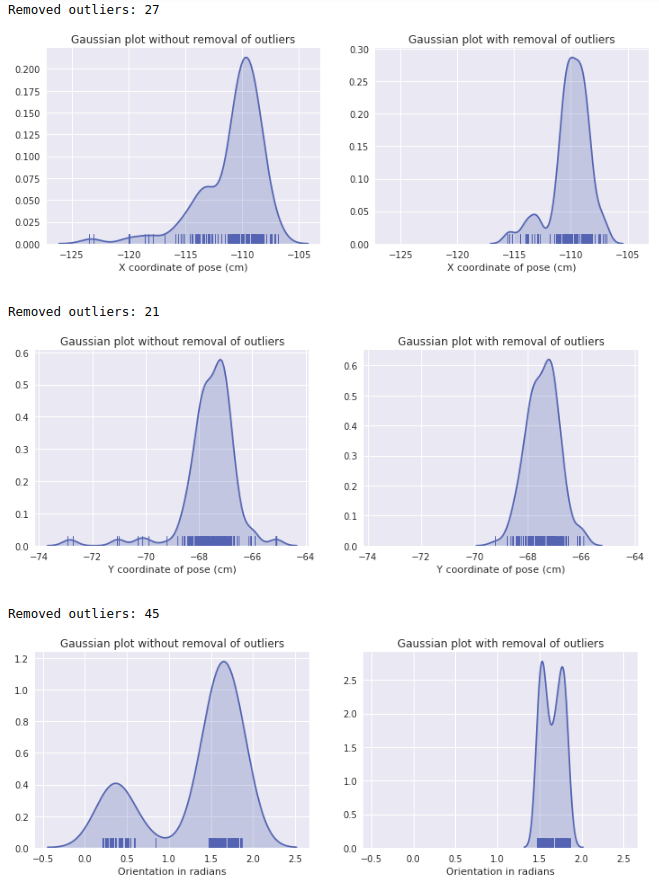 Removed outliers: 27
Gaussian plot without removal of outliers
0.200
0.175
0.150
0.125
0.100
0.075
0.050
0.025
0.000
−125 −120 −115 −110 −105
X coordinate of pose (cm)
Gaussian plot with removal of outliers
0.30
0.25
0.20
0.15
0.10
0.05
0.00
−125 −120 −115 −110 −105
X coordinate of pose (cm)
Removed outliers: 21
Gaussian plot without removal of outliers
0.6
0.5
0.4
0.3
0.2
0.1
0.0
−74 −72 −70 −68 −66 −64
Y coordinate of pose (cm)
Gaussian plot with removal of outliers
0.6
0.5
0.4
0.3
0.2
0.1
0.0
−74 −72 −70 −68 −66 −64
Y coordinate of pose (cm)
Removed outliers: 45
Gaussian plot without removal of outliers
1.2
1.0
0.8
0.6
0.4
0.2
0.0
−0.5 0.0 0.5 1.0 1.5 2.0 2.5
Orientation in radians
Gaussian plot with removal of outliers
2.5
2.0
1.5
1.0
0.5
0.0
−0.5 0.0 0.5 1.0 1.5 2.0 2.5
Orientation in radians